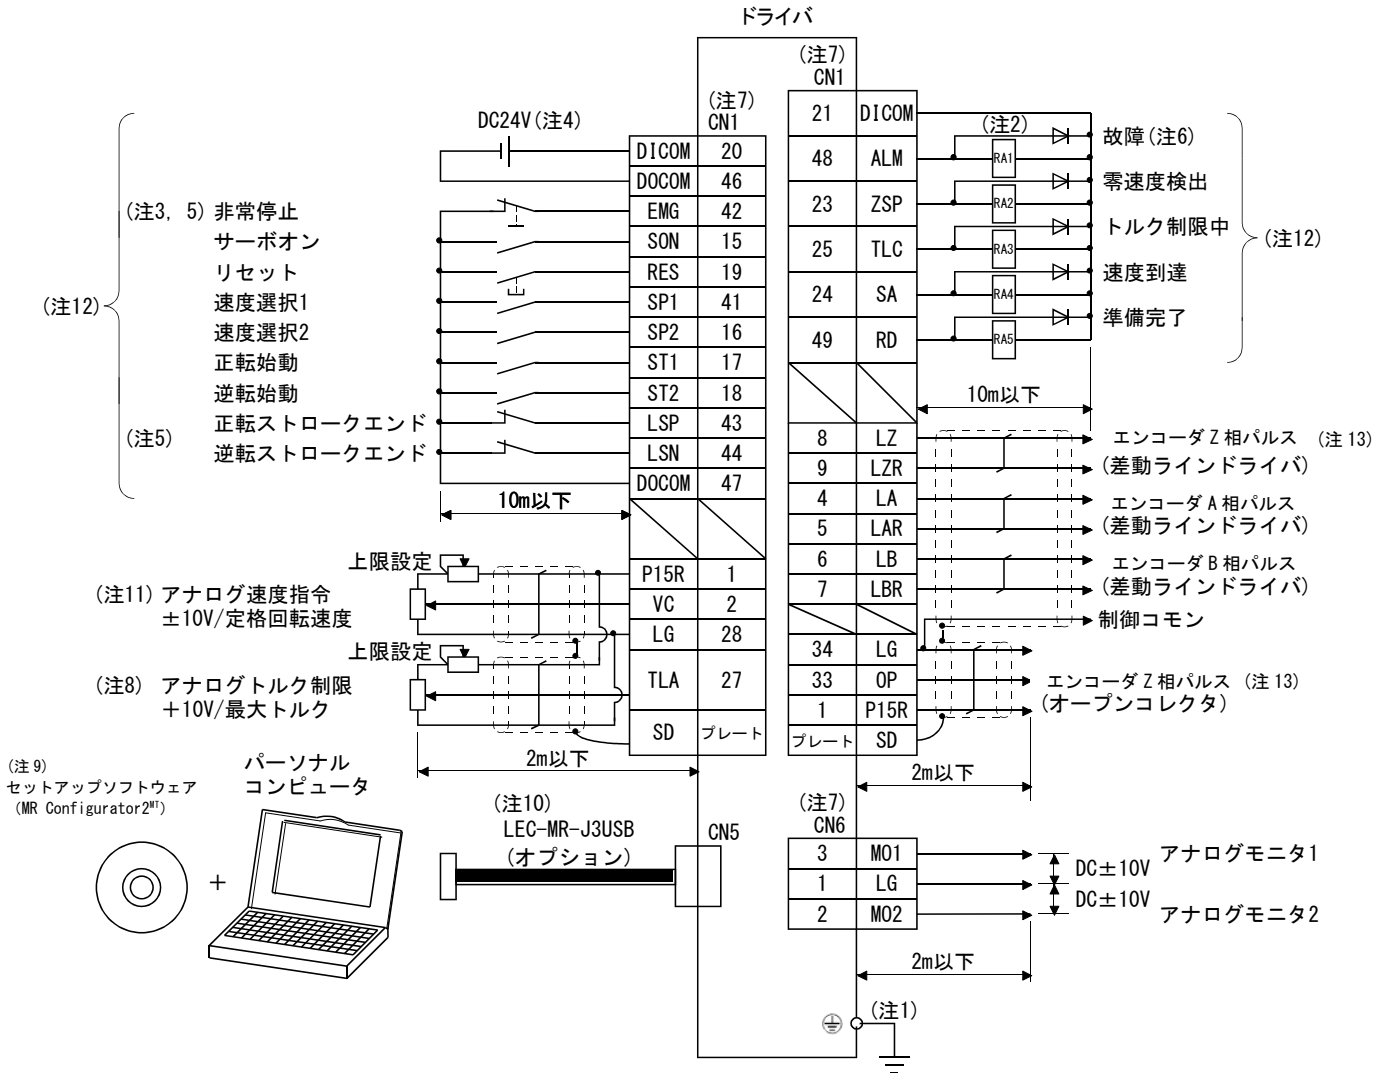 ドライバ
(注7)
CN1
DC24V(注4)
DICOM 20
DOCOM 46
(注3, 5) 非常停止 EMG 42
サーボオン SON 15
リセット RES 19
速度選択1 SP1 41
(注12)
速度選択2 SP2 16
正転始動 ST1 17
逆転始動 ST2 18
正転ストロークエンド LSP 43
(注5)
逆転ストロークエンド LSN 44
DOCOM 47
10m以下
上限設定
P15R 1
(注11) アナログ速度指令
±10V/定格回転速度
VC 2
LG 28
上限設定
(注8) アナログトルク制限
+10V/最大トルク
TLA 27
SD プレート
2m以下
(注7)
CN1
21 DICOM
(注2)
48 ALM RA1 故障(注6)
23 ZSP RA2 零速度検出
25 TLC RA3 トルク制限中
(注12)
24 SA RA4 速度到達
49 RD RA5 準備完了
10m以下
8 LZ エンコーダZ相パルス (注13)
9 LZR (差動ラインドライバ)
4 LA エンコーダA相パルス
5 LAR (差動ラインドライバ)
6 LB エンコーダB相パルス
7 LBR (差動ラインドライバ)
制御コモン
34 LG
33 OP エンコーダZ相パルス (注13)
1 P15R (オープンコレクタ)
プレート SD
2m以下
(注9)
セットアップソフトウェア
(MR Configurator2MT)
パーソナル
コンピュータ
+
(注10)
LEC-MR-J3USB
(オプション)
CN5
(注7)
CN6
3 MO1 アナログモニタ1
DC±10V
1 LG
DC±10V
2 MO2 アナログモニタ2
2m以下
(注1)